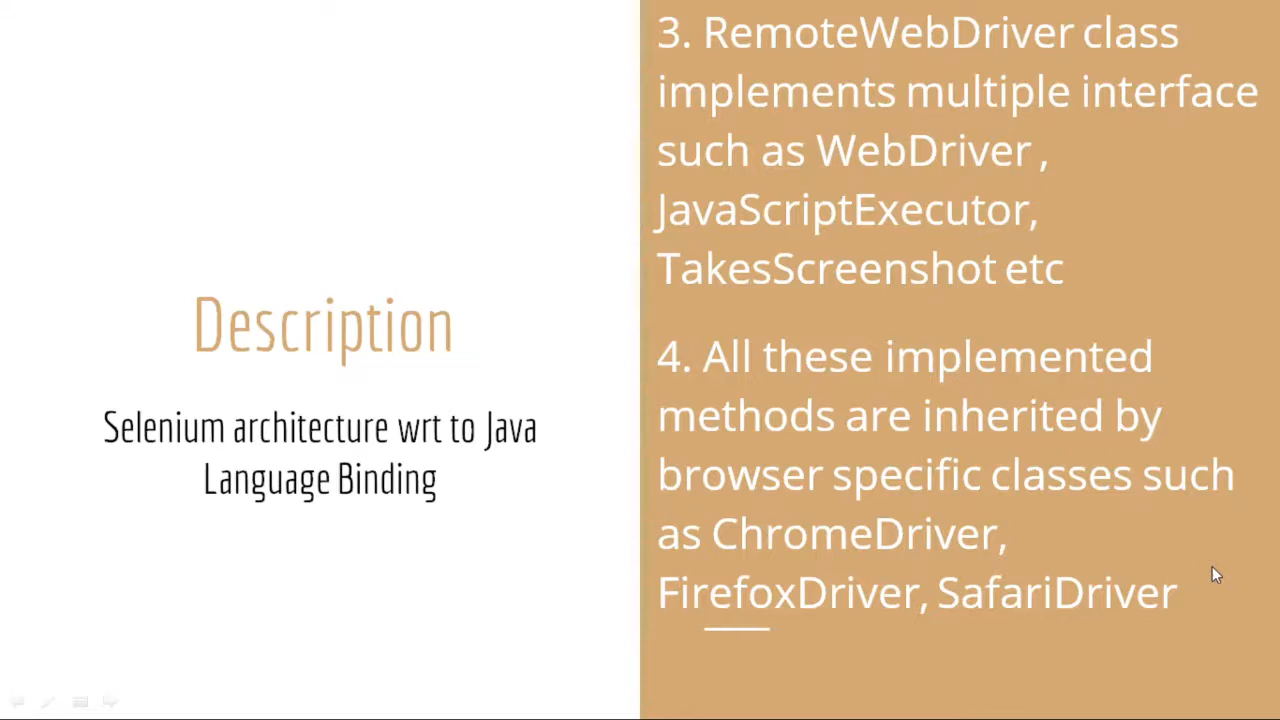 Description
Selenium architecture wrt to Java
Language Binding
3. RemoteWebDriver class
implements multiple interface
such as WebDriver ,
JavaScriptExecutor,
TakesScreenshot etc
4. All these implemented
methods are inherited by
browser specific classes such
as ChromeDriver,
FirefoxDriver, SafariDriver